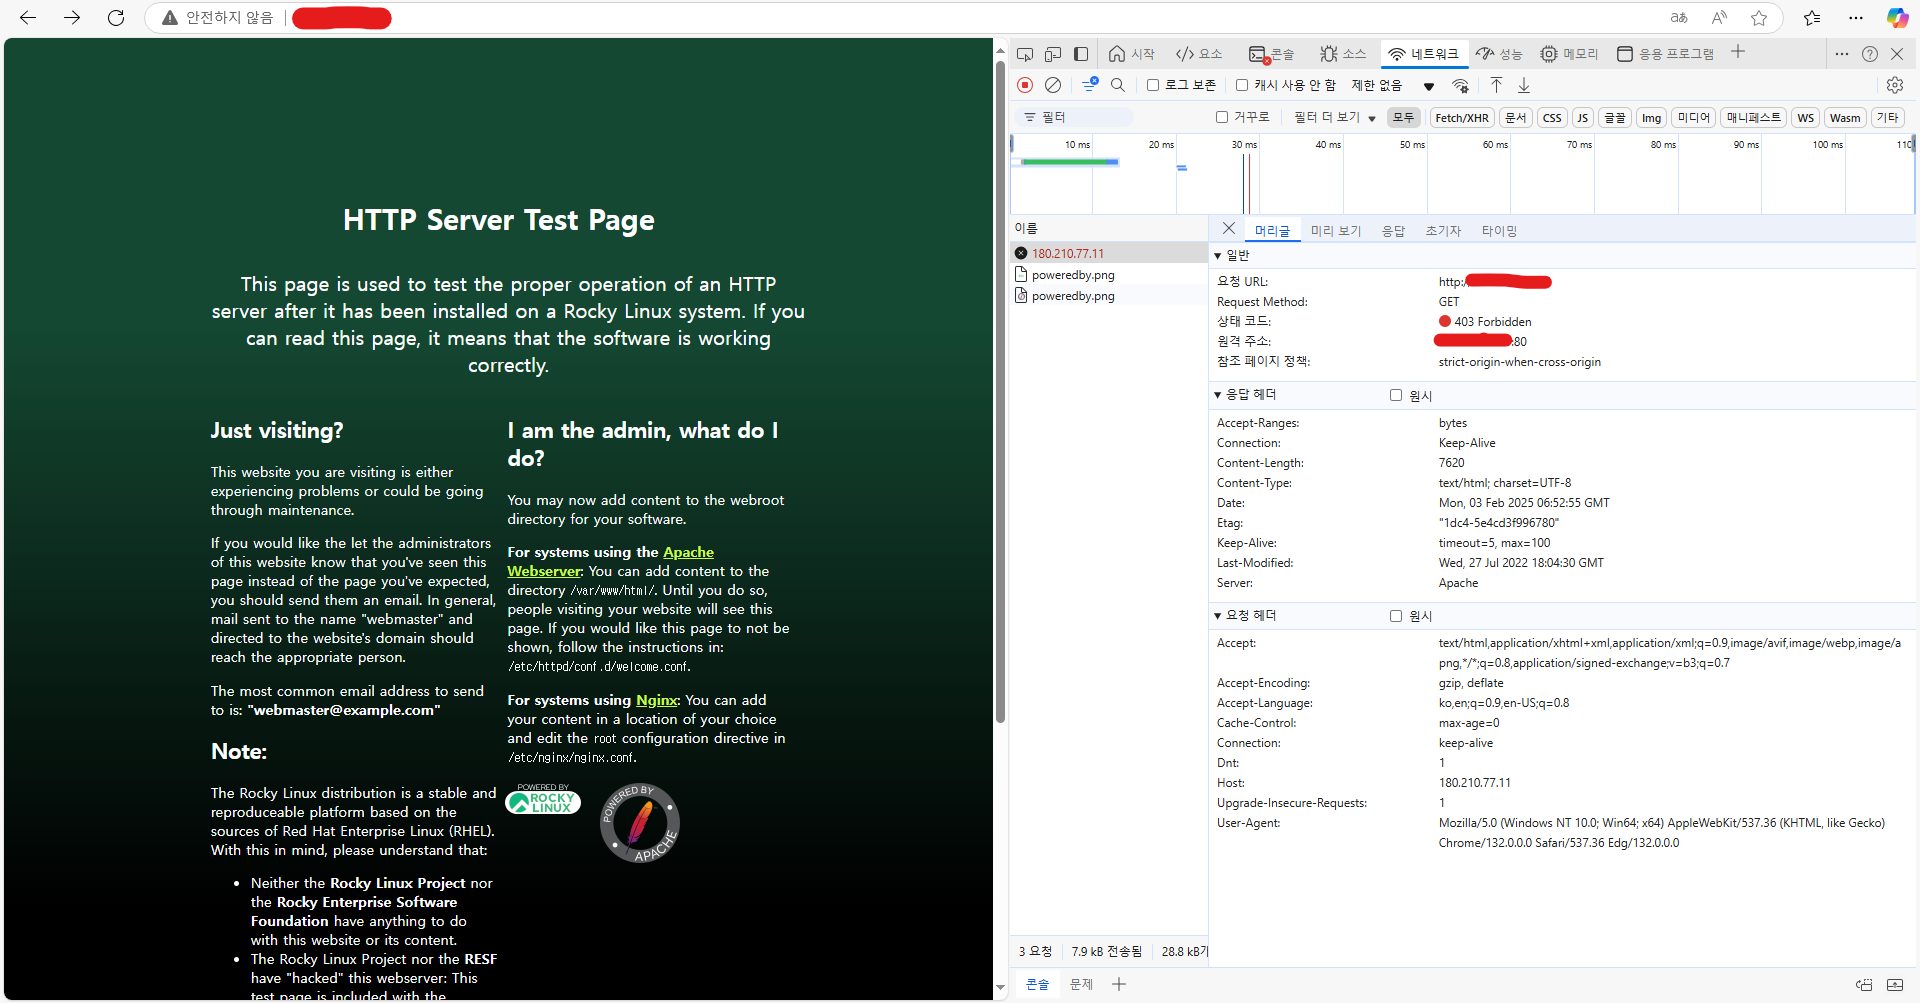 안전하지 않음
aあ
HTTP Server Test Page
This page is used to test the proper operation of an HTTP
server after it has been installed on a Rocky Linux system. If you
can read this page, it means that the software is working
correctly.
Just visiting?
This website you are visiting is either
experiencing problems or could be going
through maintenance.
If you would like the let the administrators
of this website know that you've seen this
page instead of the page you've expected,
you should send them an email. In general,
mail sent to the name "webmaster" and
directed to the website's domain should
reach the appropriate person.
The most common email address to send
to is: "webmaster@example.com"
Note:
The Rocky Linux distribution is a stable and
reproduceable platform based on the
sources of Red Hat Enterprise Linux (RHEL).
With this in mind, please understand that:
• Neither the Rocky Linux Project nor
the Rocky Enterprise Software
Foundation have anything to do
with this website or its content.
• The Rocky Linux Project nor the RESF
have "hacked" this webserver: This
test page is included with the
I am the admin, what do I
do?
You may now add content to the webroot
directory for your software.
For systems using the Apache
Webserver: You can add content to the
directory /var/www/html/. Until you do so,
people visiting your website will see this
page. If you would like this page to not be
shown, follow the instructions in:
/etc/httpd/conf.d/welcome.conf.
For systems using Nginx: You can add
your content in a location of your choice
and edit the root configuration directive in
/etc/nginx/nginx.conf.
POWERED BY
ROCKY
LINUX
POWERED BY
APACHE
시작 요소 콘솔 소스 네트워크 성능 메모리 응용 프로그램
로그 보존 캐시 사용 안 함 제한 없음
필터 거꾸로 필터 더 보기 모두 Fetch/XHR 문서 CSS JS 글꼴 Img 미디어 매니페스트 WS Wasm 기타
10 ms 20 ms 30 ms 40 ms 50 ms 60 ms 70 ms 80 ms 90 ms 100 ms 110
이름
180.210.77.11
poweredby.png
poweredby.png
머리글 미리 보기 응답 초기자 타이밍
일반
요청 URL: http:/
Request Method: GET
상태 코드: 403 Forbidden
원격 주소: :80
참조 페이지 정책: strict-origin-when-cross-origin
응답 헤더 원시
Accept-Ranges: bytes
Connection: Keep-Alive
Content-Length: 7620
Content-Type: text/html; charset=UTF-8
Date: Mon, 03 Feb 2025 06:52:55 GMT
Etag: "1dc4-5e4cd3f996780"
Keep-Alive: timeout=5, max=100
Last-Modified: Wed, 27 Jul 2022 18:04:30 GMT
Server: Apache
요청 헤더 원시
Accept: text/html,application/xhtml+xml,application/xml;q=0.9,image/avif,image/webp,image/a
png,*/*;q=0.8,application/signed-exchange;v=b3;q=0.7
Accept-Encoding: gzip, deflate
Accept-Language: ko,en;q=0.9,en-US;q=0.8
Cache-Control: max-age=0
Connection: keep-alive
Dnt: 1
Host: 180.210.77.11
Upgrade-Insecure-Requests: 1
User-Agent: Mozilla/5.0 (Windows NT 10.0; Win64; x64) AppleWebKit/537.36 (KHTML, like Gecko)
Chrome/132.0.0.0 Safari/537.36 Edg/132.0.0.0
3 요청 7.9 kB 전송됨 28.8 kB
콘솔 문제